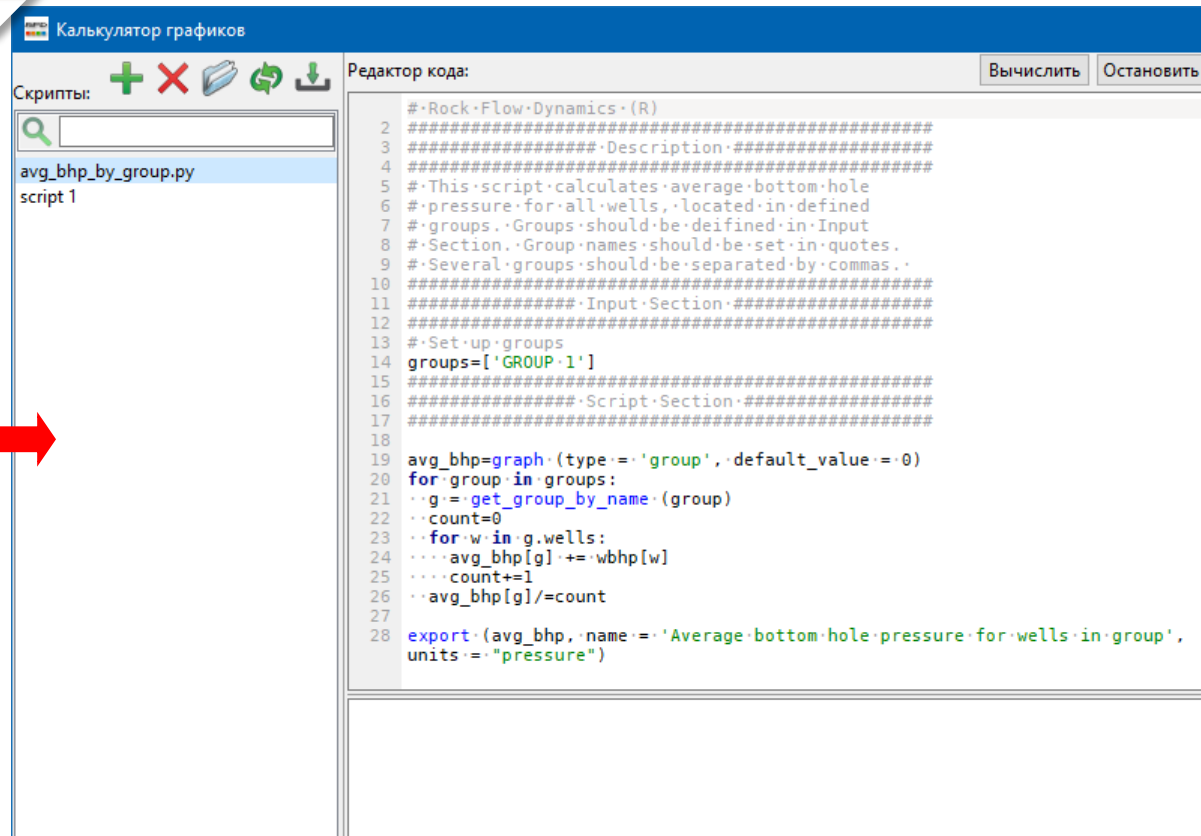 Калькулятор графиков
Скрипты:
avg_bhp_by_group.py
script 1
Редактор кода:
Вычислить
Остановить
# Rock Flow Dynamics (R)
2 ##################################################
3 ################## Description ###################
4 ##################################################
5 # This script calculates average bottom hole
6 # pressure for all wells, located in defined
7 # groups. Groups should be deifined in Input
8 # Section. Group names should be set in quotes.
9 # Several groups should be separated by commas.
10 ##################################################
11 ################ Input Section ###################
12 ##################################################
13 # Set up groups
14 groups=['GROUP 1']
15 ##################################################
16 ################ Script Section ##################
17 ##################################################
18
19 avg_bhp=graph (type = 'group', default_value = 0)
20 for group in groups:
21   g = get_group_by_name (group)
22   count=0
23   for w in g.wells:
24     avg_bhp[g] += wbhp[w]
25     count+=1
26   avg_bhp[g]/=count
27
28 export (avg_bhp, name = 'Average bottom hole pressure for wells in group',
units = "pressure")